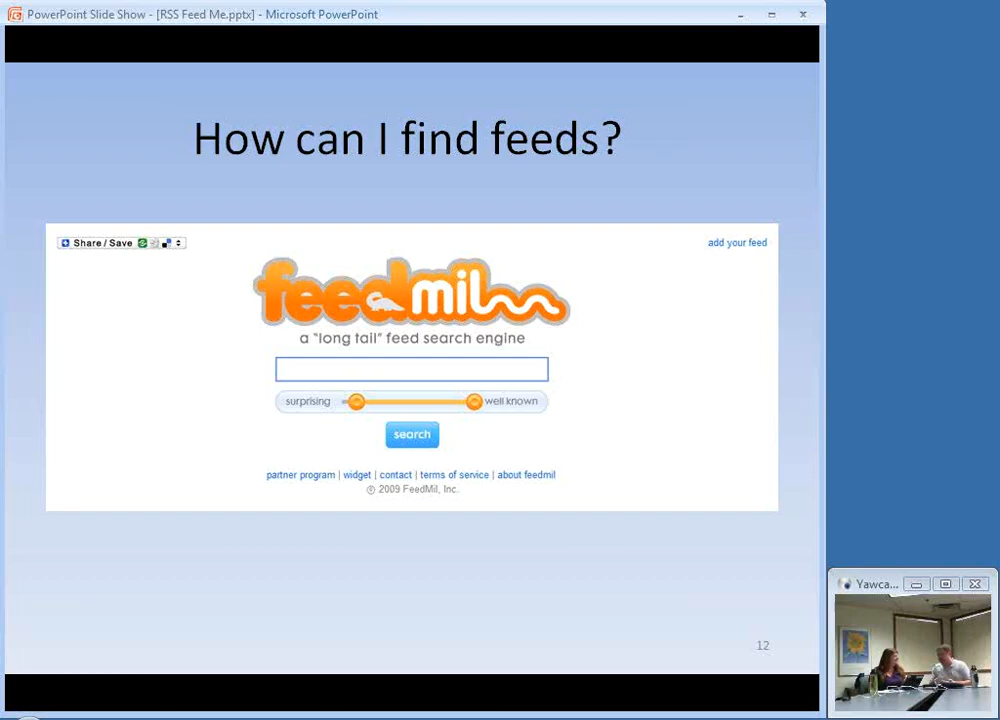 PowerPoint Slide Show - [RSS Feed Me.pptx] - Microsoft PowerPoint
How can I find feeds?
Share / Save
add your feed
feedmil
a "long tail" feed search engine
surprising well known
search
partner program | widget | contact | terms of service | about feedmil
© 2009 FeedMil, Inc.
12
Yawca...